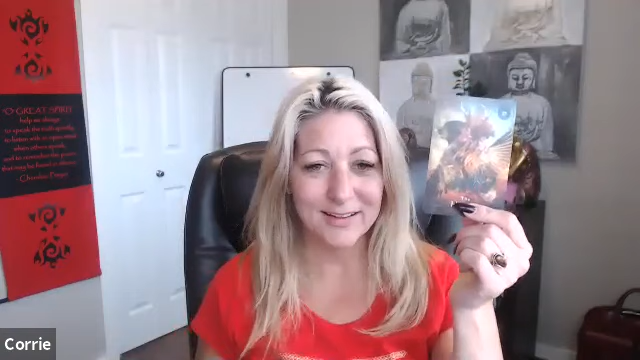 O GREAT SPIRIT
help me always
to speak the truth quietly,
to listen with an open mind
when others speak,
and to remember the peace
that may be found in silence.
- Cherokee Prayer
Corrie